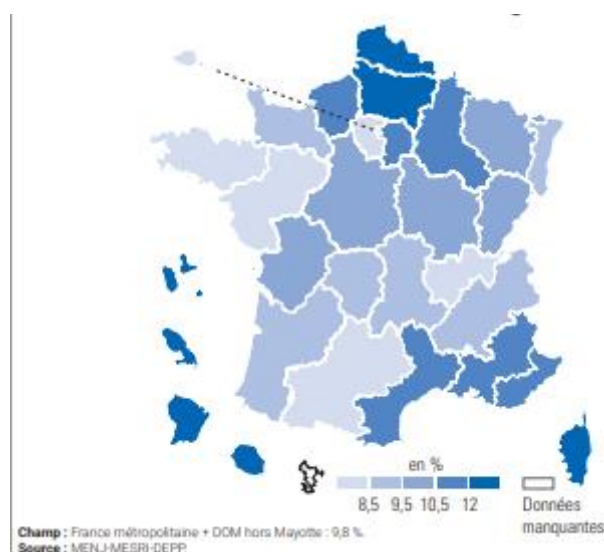 en %
8,5 9,5 10,5 12
Données
manquantes
Champ : France métropolitaine + DOM hors Mayotte : 9,8 %.
Source : MENJ-MESRI-DEPP.